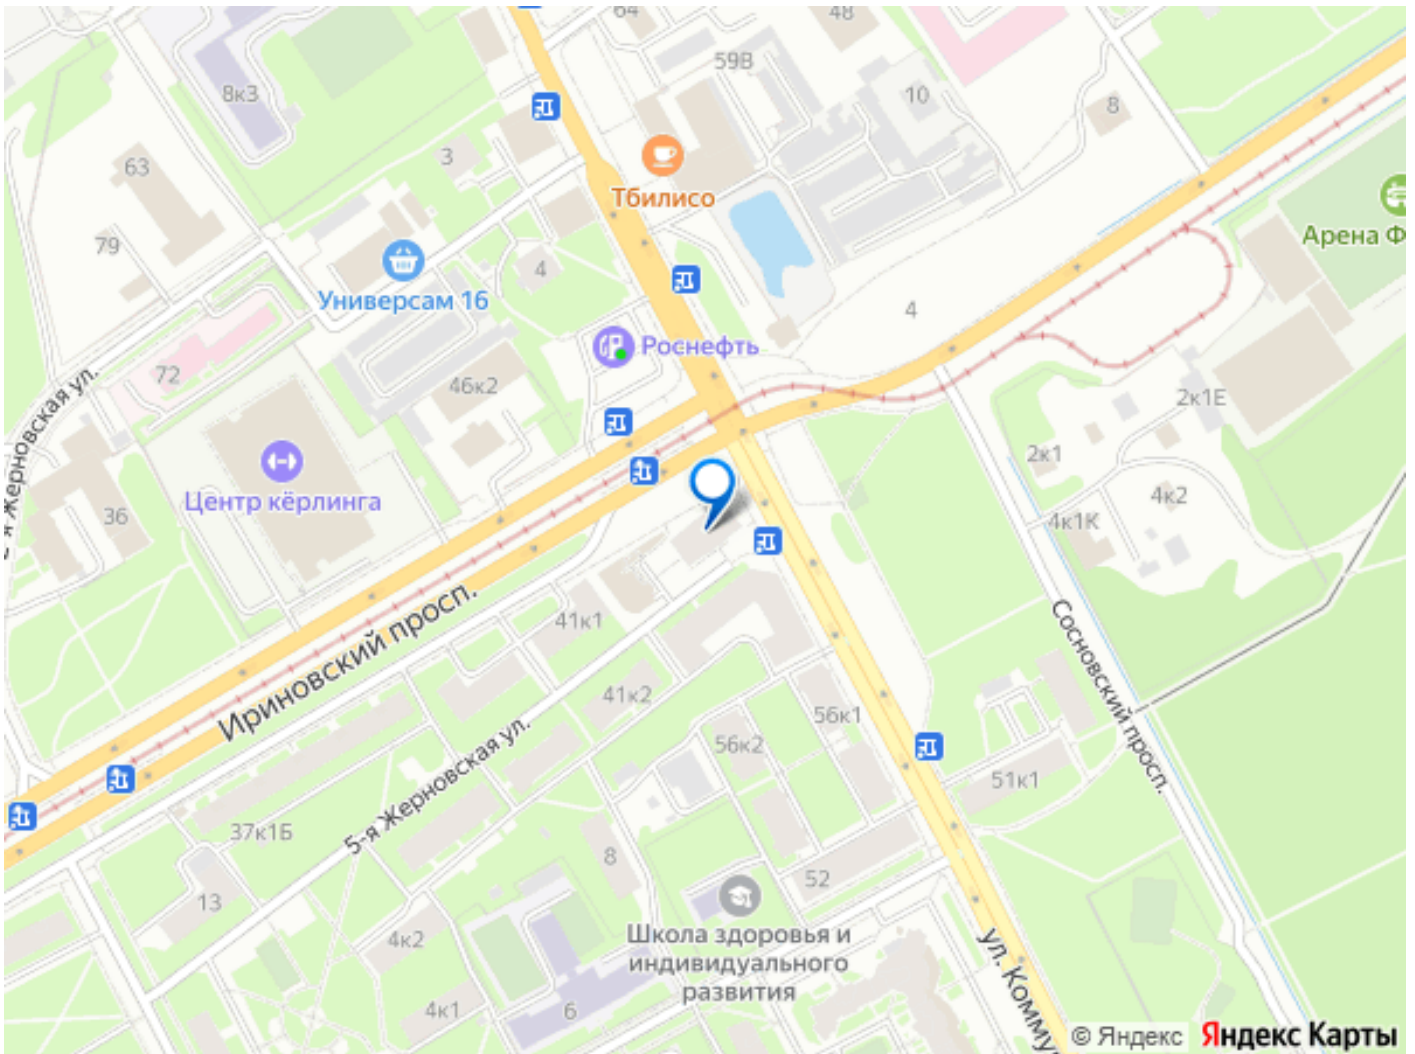 64
48
59В
8к3
10
8
3
63
Тбилисо
79
Арена Ф
4
Универсам 16
4
Роснефть
72
46к2
2к1Е
2к1
Центр кёрлинга
4к2
36
4к1К
-я Жерновская ул.
41к1
Ириновский просп.
Сосновский просп.
41к2
56к1
56к2
5-я Жерновская ул.
51к1
37к1Б
8
52
13
Школа здоровья и
индивидуального
развития
4к2
ул. Комму
4к1
6
© Яндекс Яндекс Карты